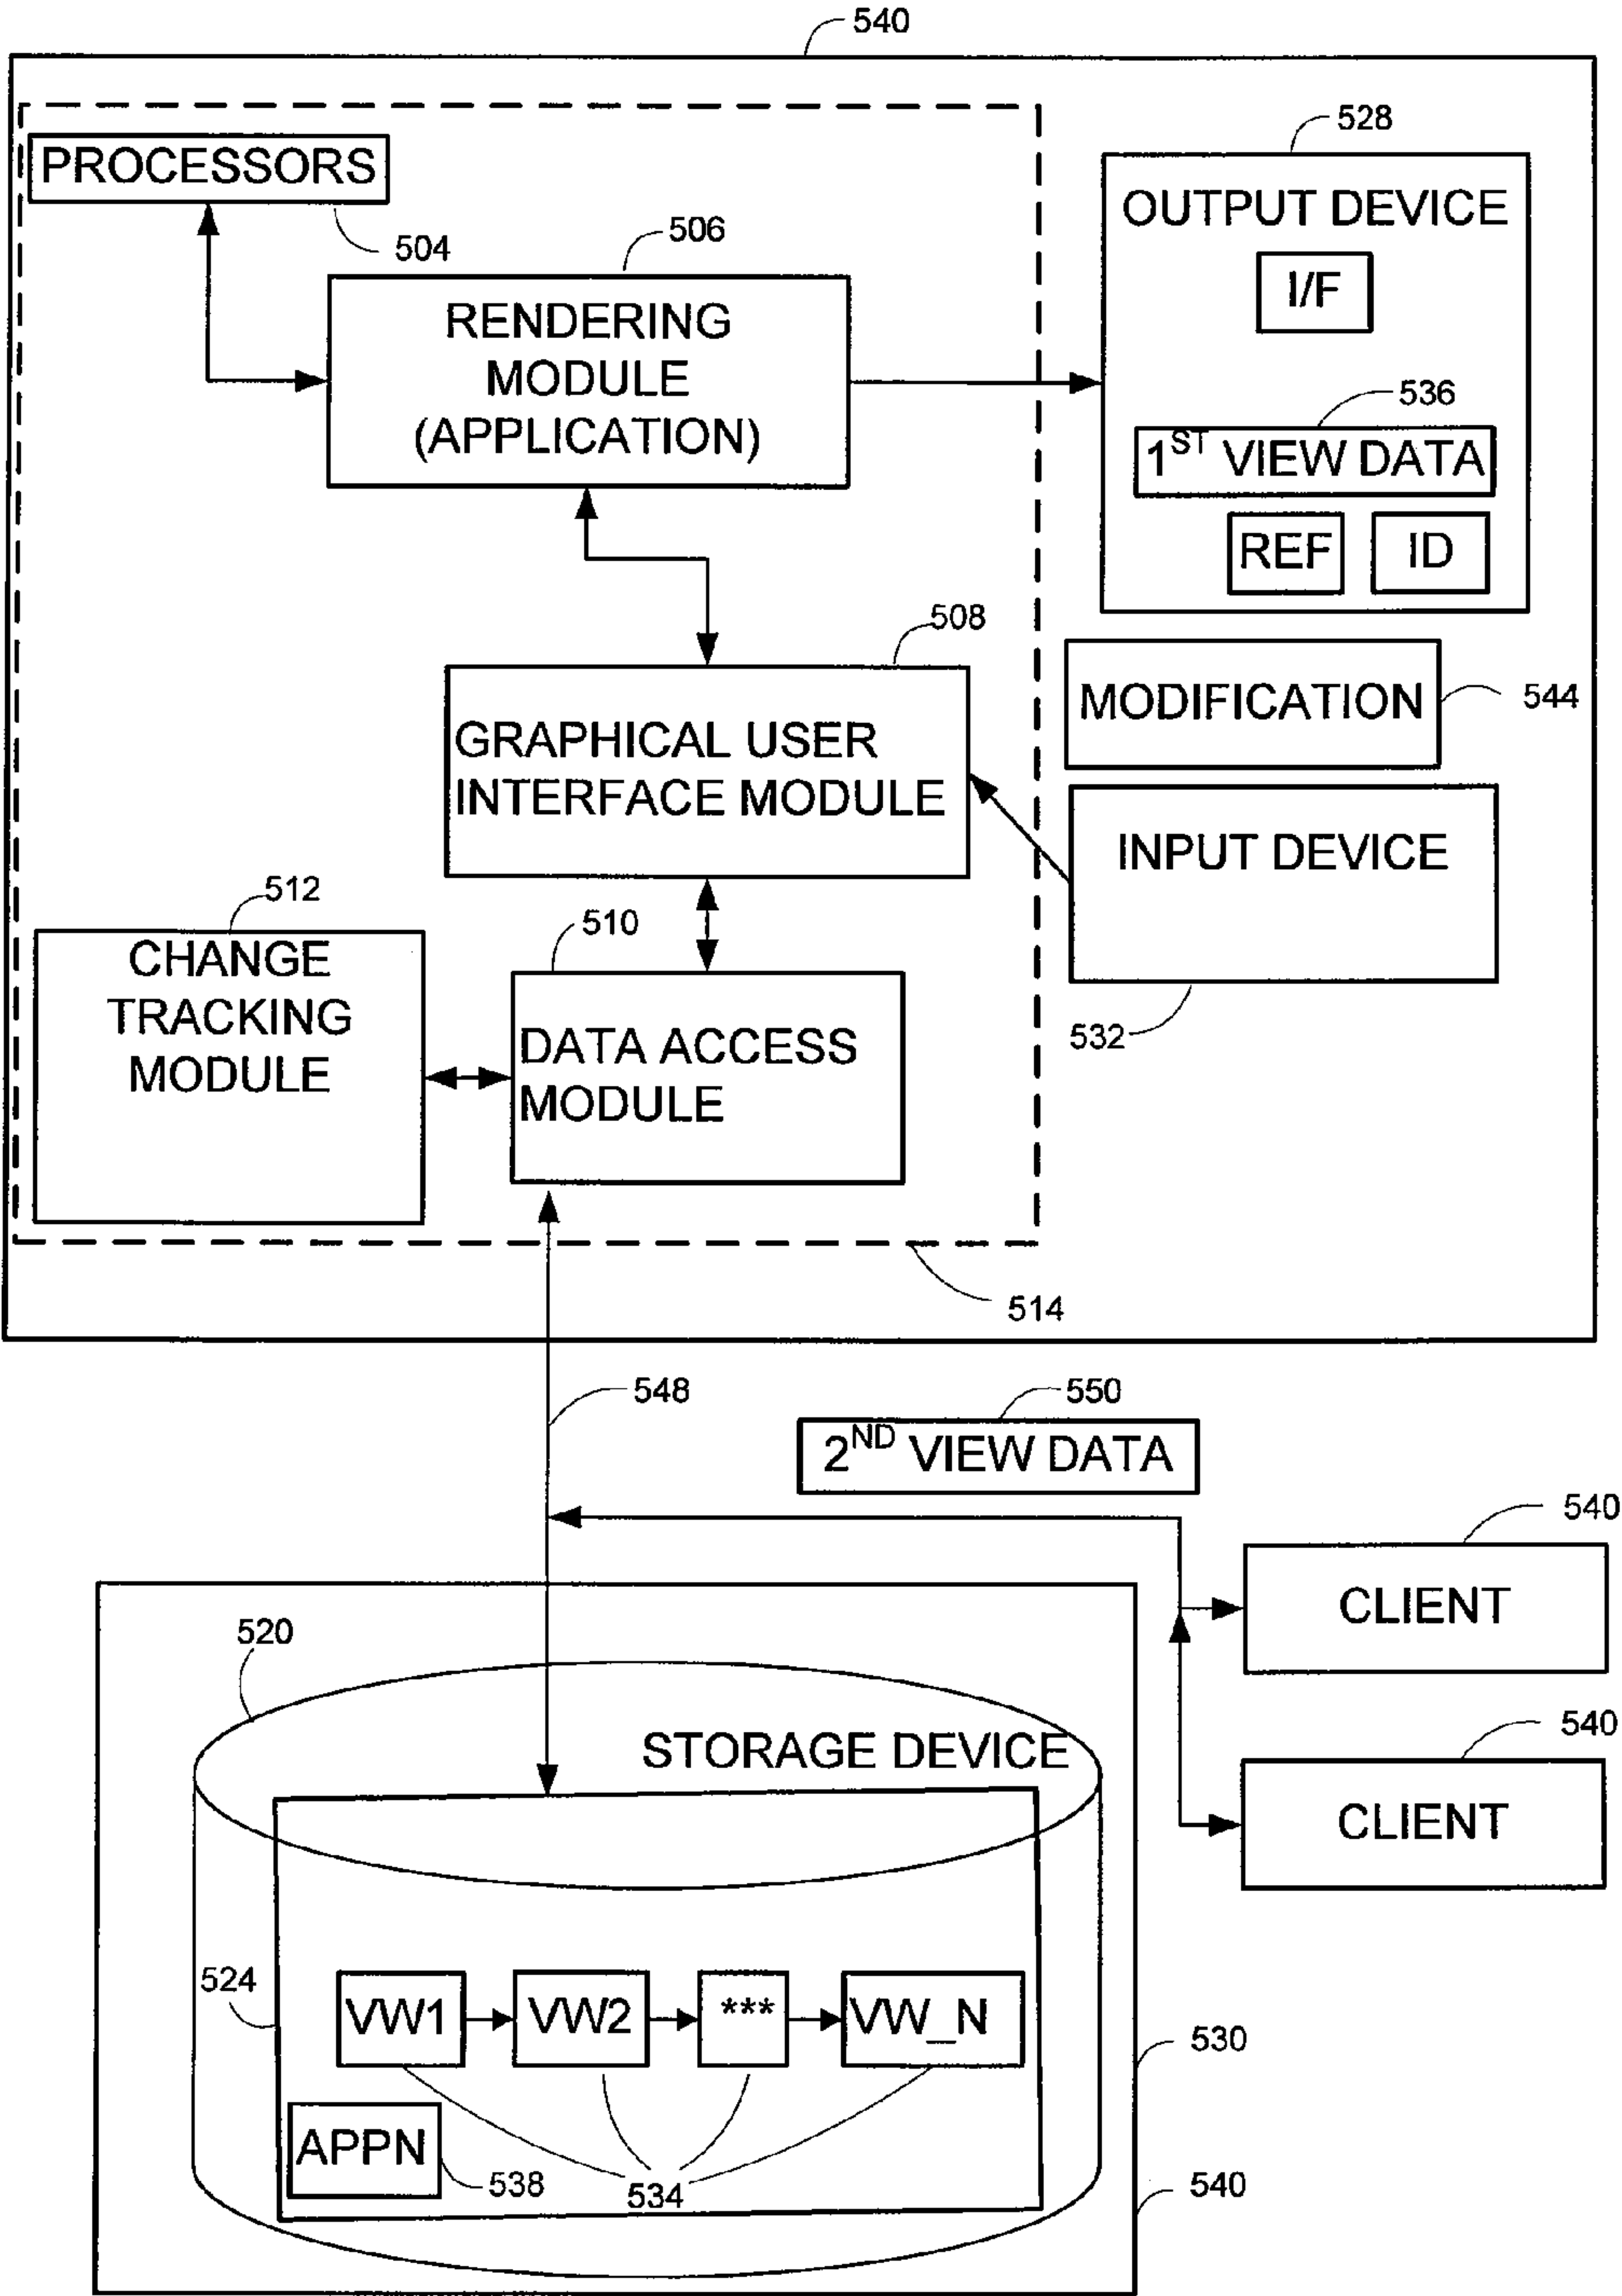 540
528
PROCESSORS
504
506
RENDERING
MODULE
(APPLICATION)
OUTPUT DEVICE
I/F
536
1ST VIEW DATA
REF
ID
508
GRAPHICAL USER
INTERFACE MODULE
MODIFICATION
544
INPUT DEVICE
532
512
CHANGE
TRACKING
MODULE
510
DATA ACCESS
MODULE
514
548
550
2ND VIEW DATA
540
CLIENT
540
CLIENT
520
STORAGE DEVICE
524
VW1
VW2
***
VW_N
530
APPN
538
534
540